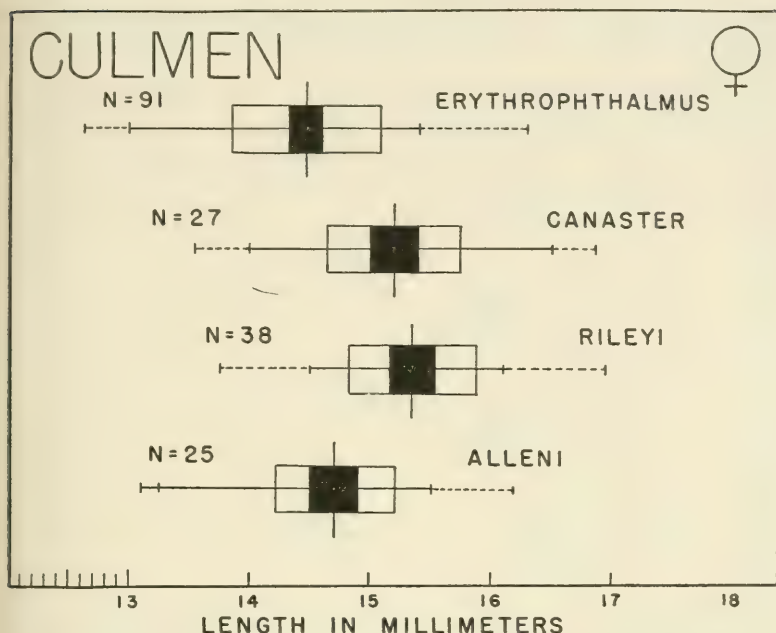 CULMEN
N=91 ERYTHROPHTHALMUS
N=27 CANASTER
N=38 RILEYI
N=25 ALLENI
13 14 15 16 17 18
LENGTH IN MILLIMETERS